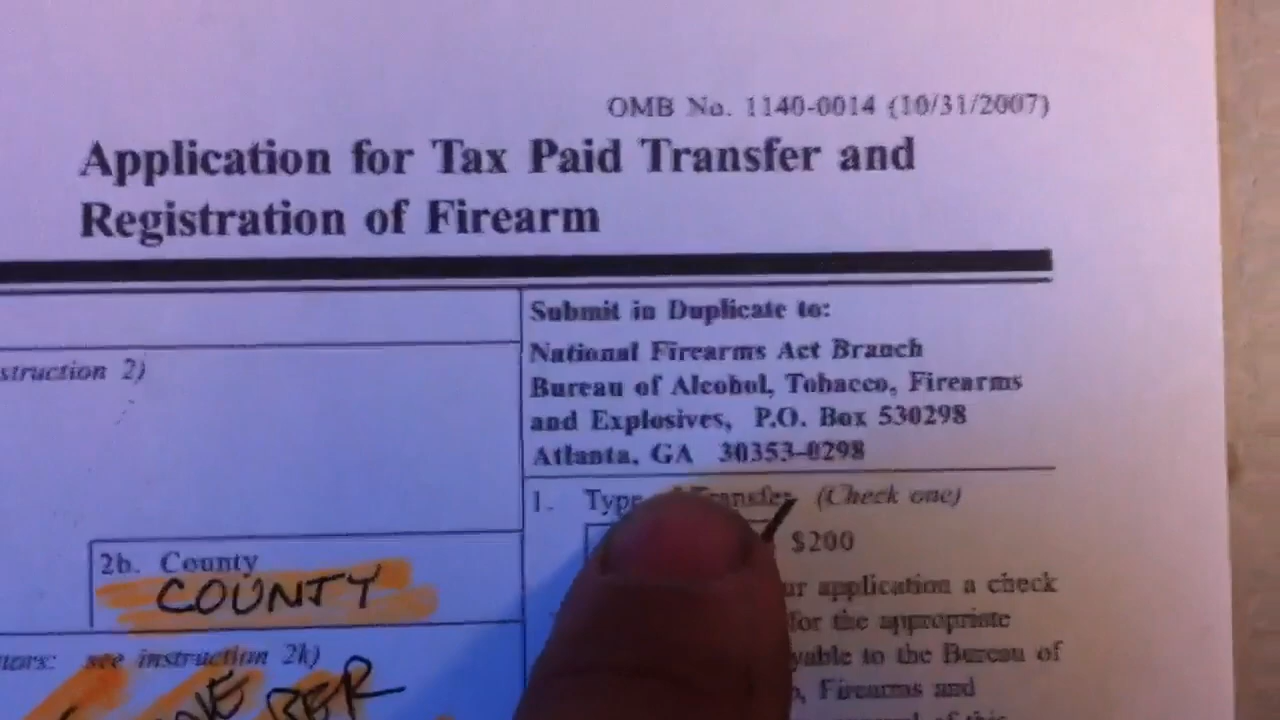 OMB No. 1140-0014 (10/31/2007)
Application for Tax Paid Transfer and
Registration of Firearm
Submit in Duplicate to:
National Firearms Act Branch
Bureau of Alcohol, Tobacco, Firearms
and Explosives, P.O. Box 530298
Atlanta, GA 30353-0298
struction 2)
1. Type Transfer (Check one)
$200
2b. County
COUNTY
ur application a check
for the appropriate
yable to the Bureau of
, Firearms and
see instruction 2k)